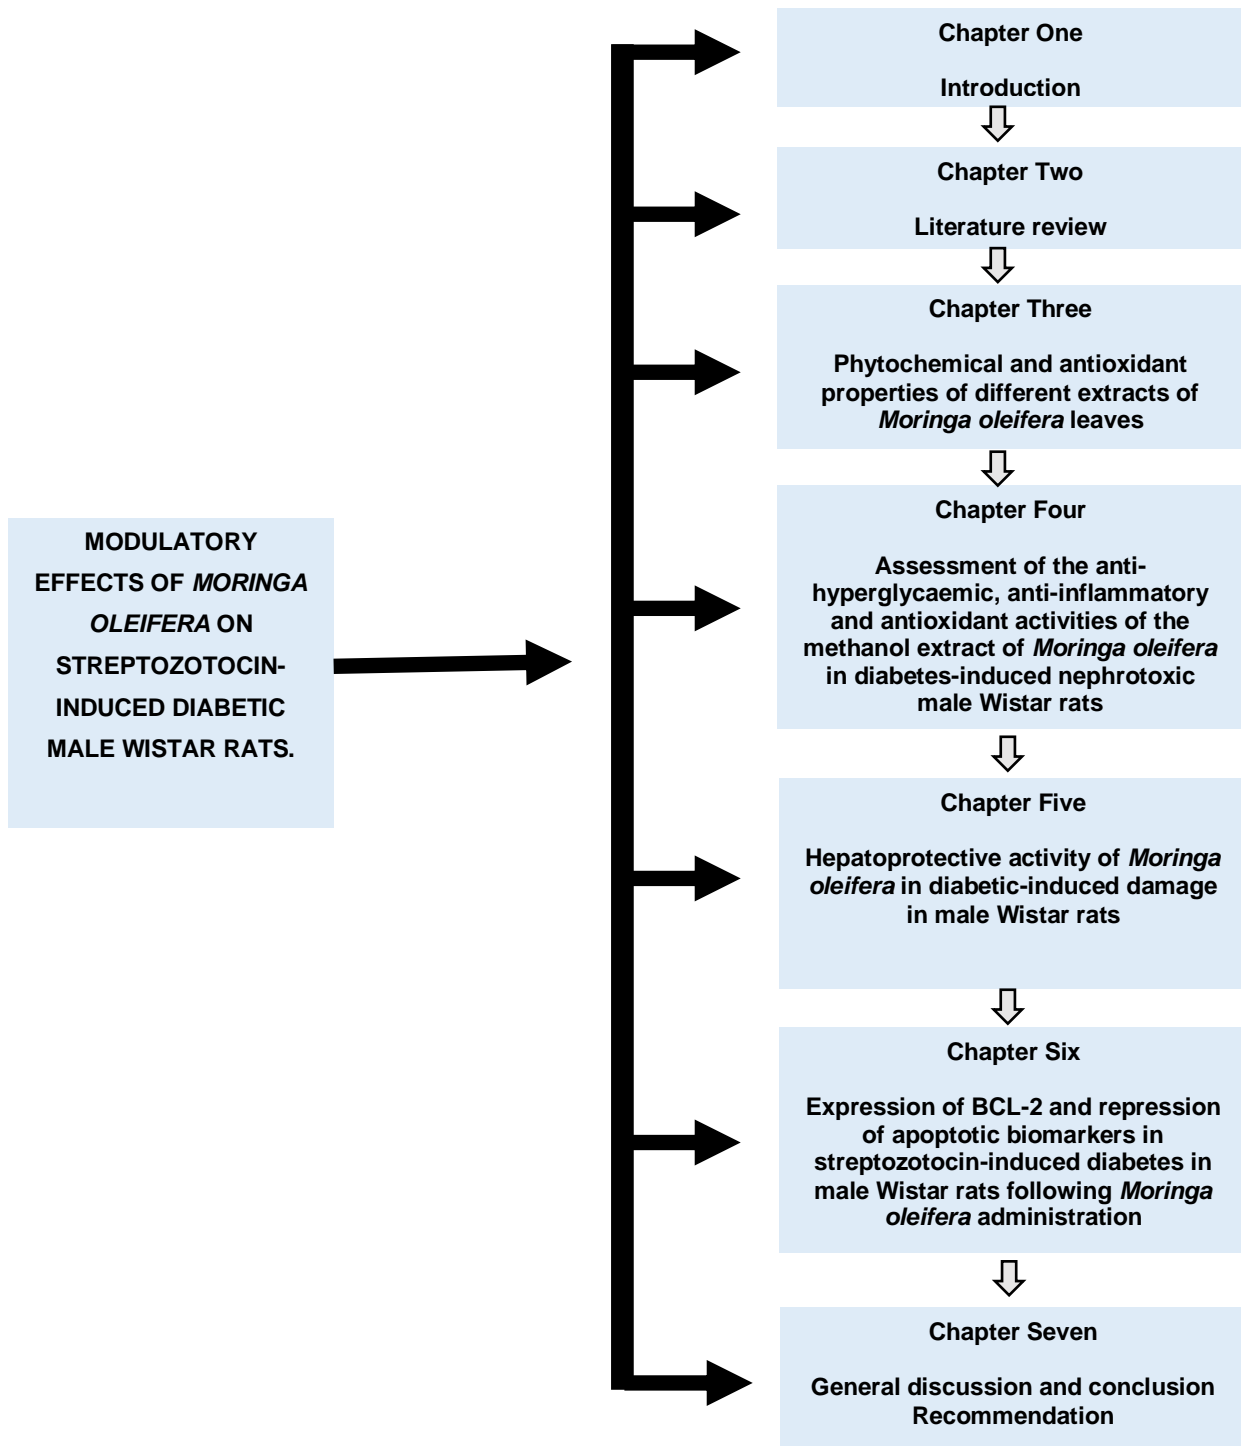 MODULATORY
EFFECTS OF MORINGA
OLEIFERA ON
STREPTOZOTOCIN-
INDUCED DIABETIC
MALE WISTAR RATS.
Chapter One
Introduction
Chapter Two
Literature review
Chapter Three
Phytochemical and antioxidant
properties of different extracts of
Moringa oleifera leaves
Chapter Four
Assessment of the anti-
hyperglycaemic, anti-inflammatory
and antioxidant activities of the
methanol extract of Moringa oleifera
in diabetes-induced nephrotoxic
male Wistar rats
Chapter Five
Hepatoprotective activity of Moringa
oleifera in diabetic-induced damage
in male Wistar rats
Chapter Six
Expression of BCL-2 and repression
of apoptotic biomarkers in
streptozotocin-induced diabetes in
male Wistar rats following Moringa
oleifera administration
Chapter Seven
General discussion and conclusion
Recommendation